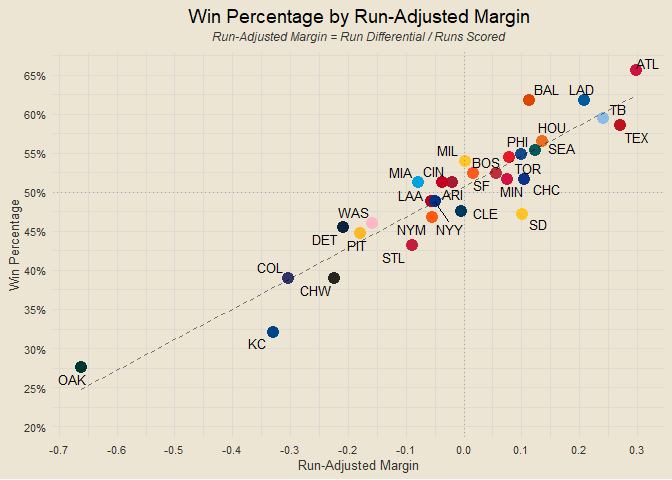 Win Percentage by Run-Adjusted Margin
Run-Adjusted Margin = Run Differential / Runs Scored
ATL
65%
BAL
LAD
60%
TB
HOU
TEX
PHI
55%
MIL
SEA
BOS
TOR
MIA
CIN
SF
MIN
CHC
50%
LAA
ARI
WAS
CLE
45%
NYM
NYY
SD
DET
PIT
STL
40%
COL
CHW
35%
KC
30%
OAK
25%
20%
Win Percentage
-0.7
-0.6
-0.5
-0.4
-0.3
-0.2
-0.1
0.0
0.1
0.2
0.3
Run-Adjusted Margin